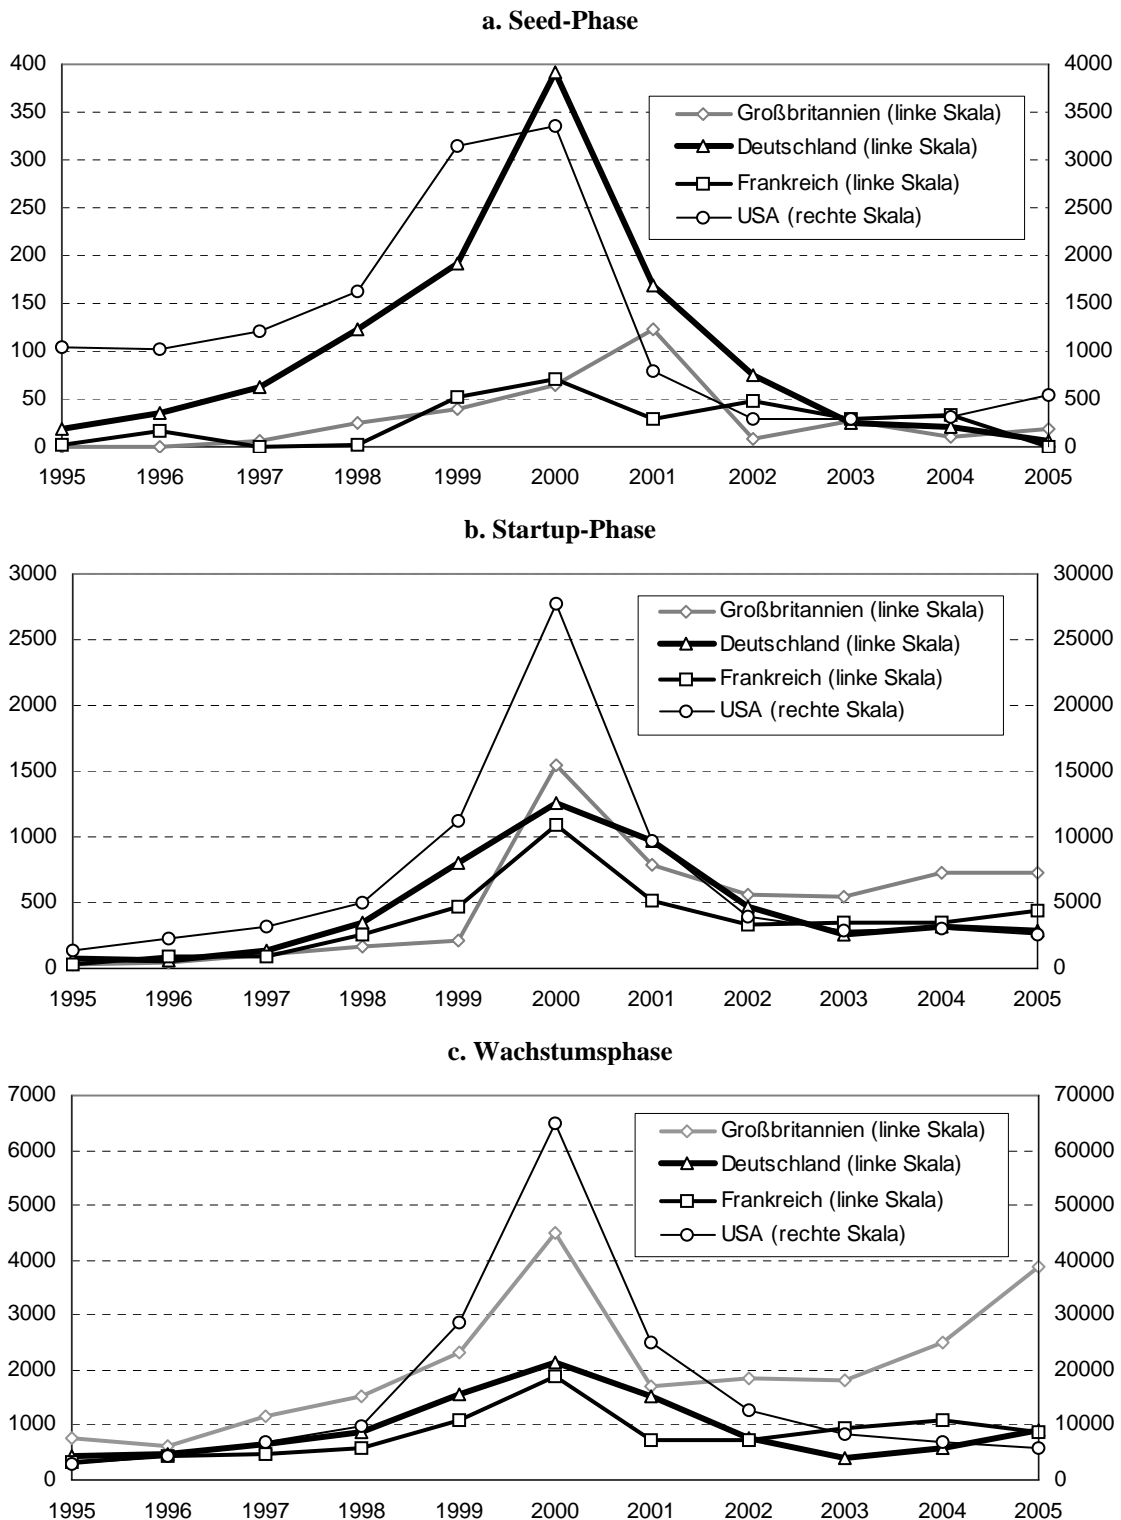 a. Seed-Phase
400 4000
350 3500
300 3000
250 2500
200 2000
150 1500
100 1000
50 500
0 0
Großbritannien (linke Skala)
Deutschland (linke Skala)
Frankreich (linke Skala)
USA (rechte Skala)
1995 1996 1997 1998 1999 2000 2001 2002 2003 2004 2005
b. Startup-Phase
3000 30000
2500 25000
2000 20000
1500 15000
1000 10000
500 5000
0 0
Großbritannien (linke Skala)
Deutschland (linke Skala)
Frankreich (linke Skala)
USA (rechte Skala)
1995 1996 1997 1998 1999 2000 2001 2002 2003 2004 2005
c. Wachstumsphase
7000 70000
6000 60000
5000 50000
4000 40000
3000 30000
2000 20000
1000 10000
0 0
Großbritannien (linke Skala)
Deutschland (linke Skala)
Frankreich (linke Skala)
USA (rechte Skala)
1995 1996 1997 1998 1999 2000 2001 2002 2003 2004 2005